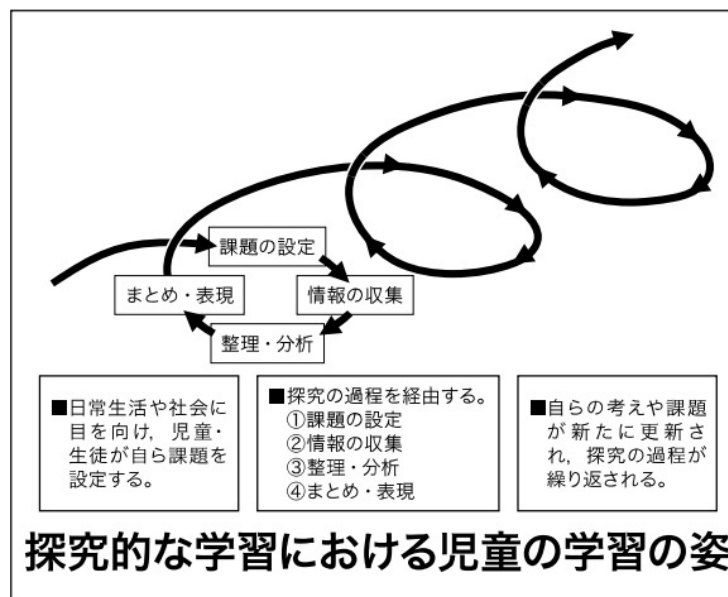 課題の設定
まとめ・表現
情報の収集
整理・分析
■日常生活や社会に
目を向け，児童・
生徒が自ら課題を
設定する。
■探究の過程を経由する。
①課題の設定
②情報の収集
③整理・分析
④まとめ・表現
■自らの考えや課題
が新たに更新さ
れ，探究の過程が
繰り返される。
探究的な学習における児童の学習の姿